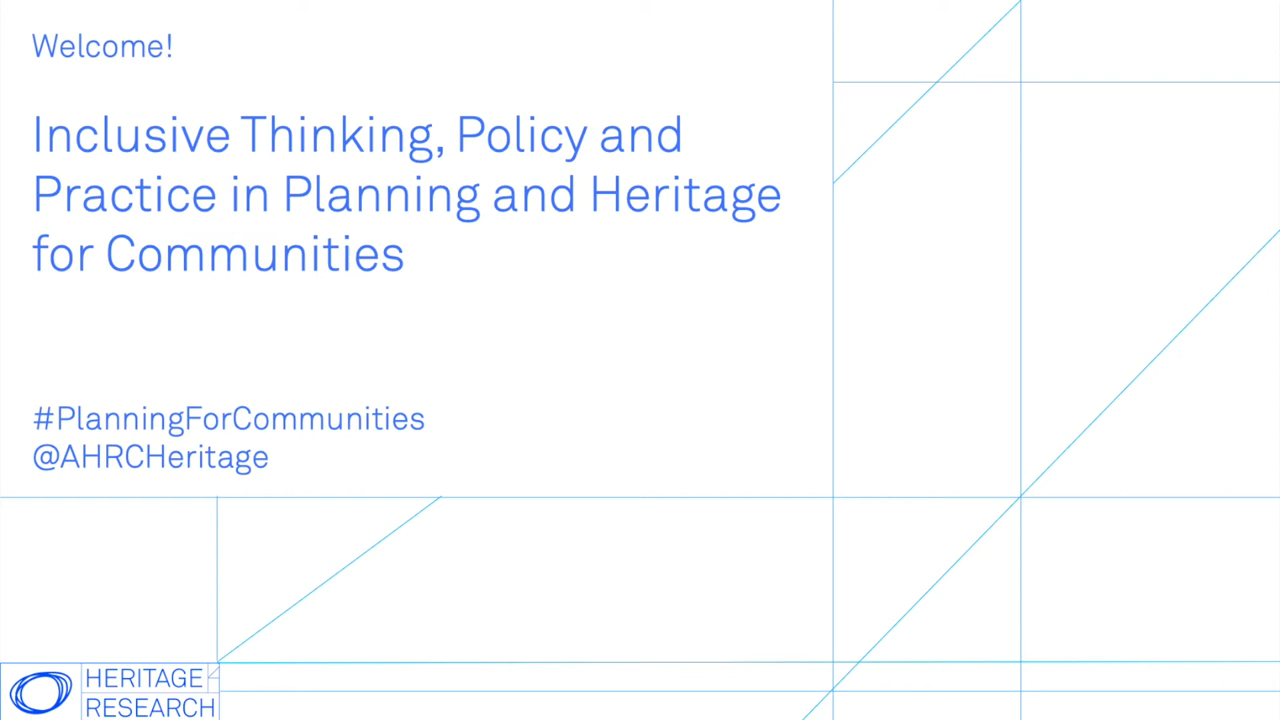 Welcome!
Inclusive Thinking, Policy and
Practice in Planning and Heritage
for Communities
#PlanningForCommunities
@AHRCHeritage
HERITAGE
RESEARCH